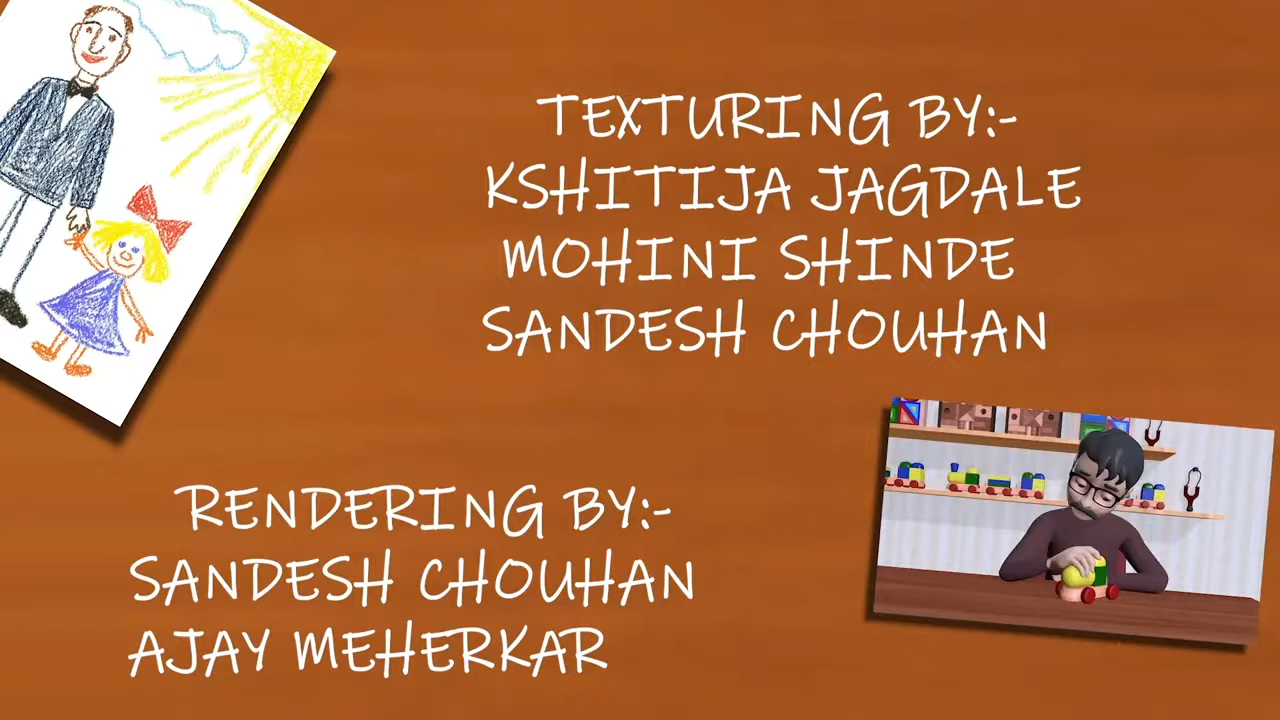 TEXTURING BY:-
KSHITIJA JAGDALE
MOHINI SHINDE
SANDESH CHOUHAN
RENDERING BY:-
SANDESH CHOUHAN
AJAY MEHERKAR